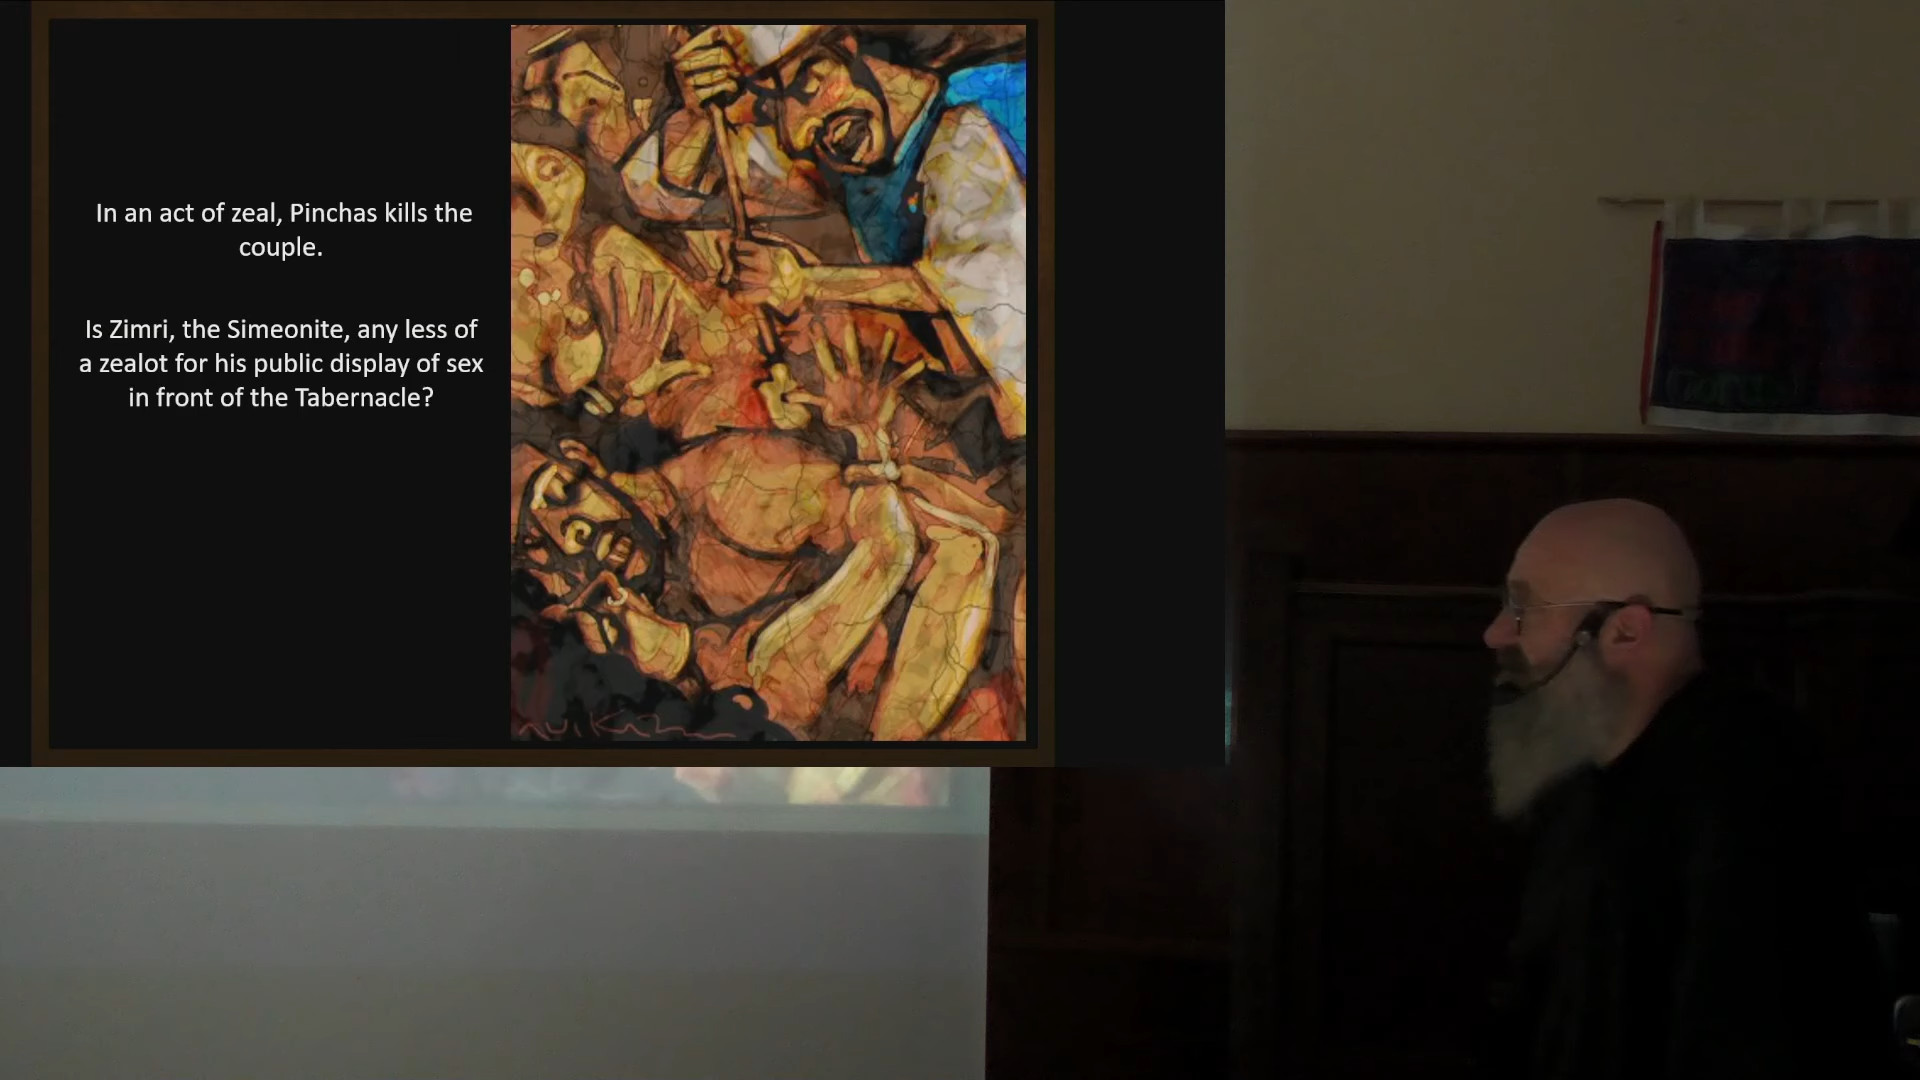 In an act of zeal, Pinchas kills the
couple.
Is Zimri, the Simeonite, any less of
a zealot for his public display of sex
in front of the Tabernacle?